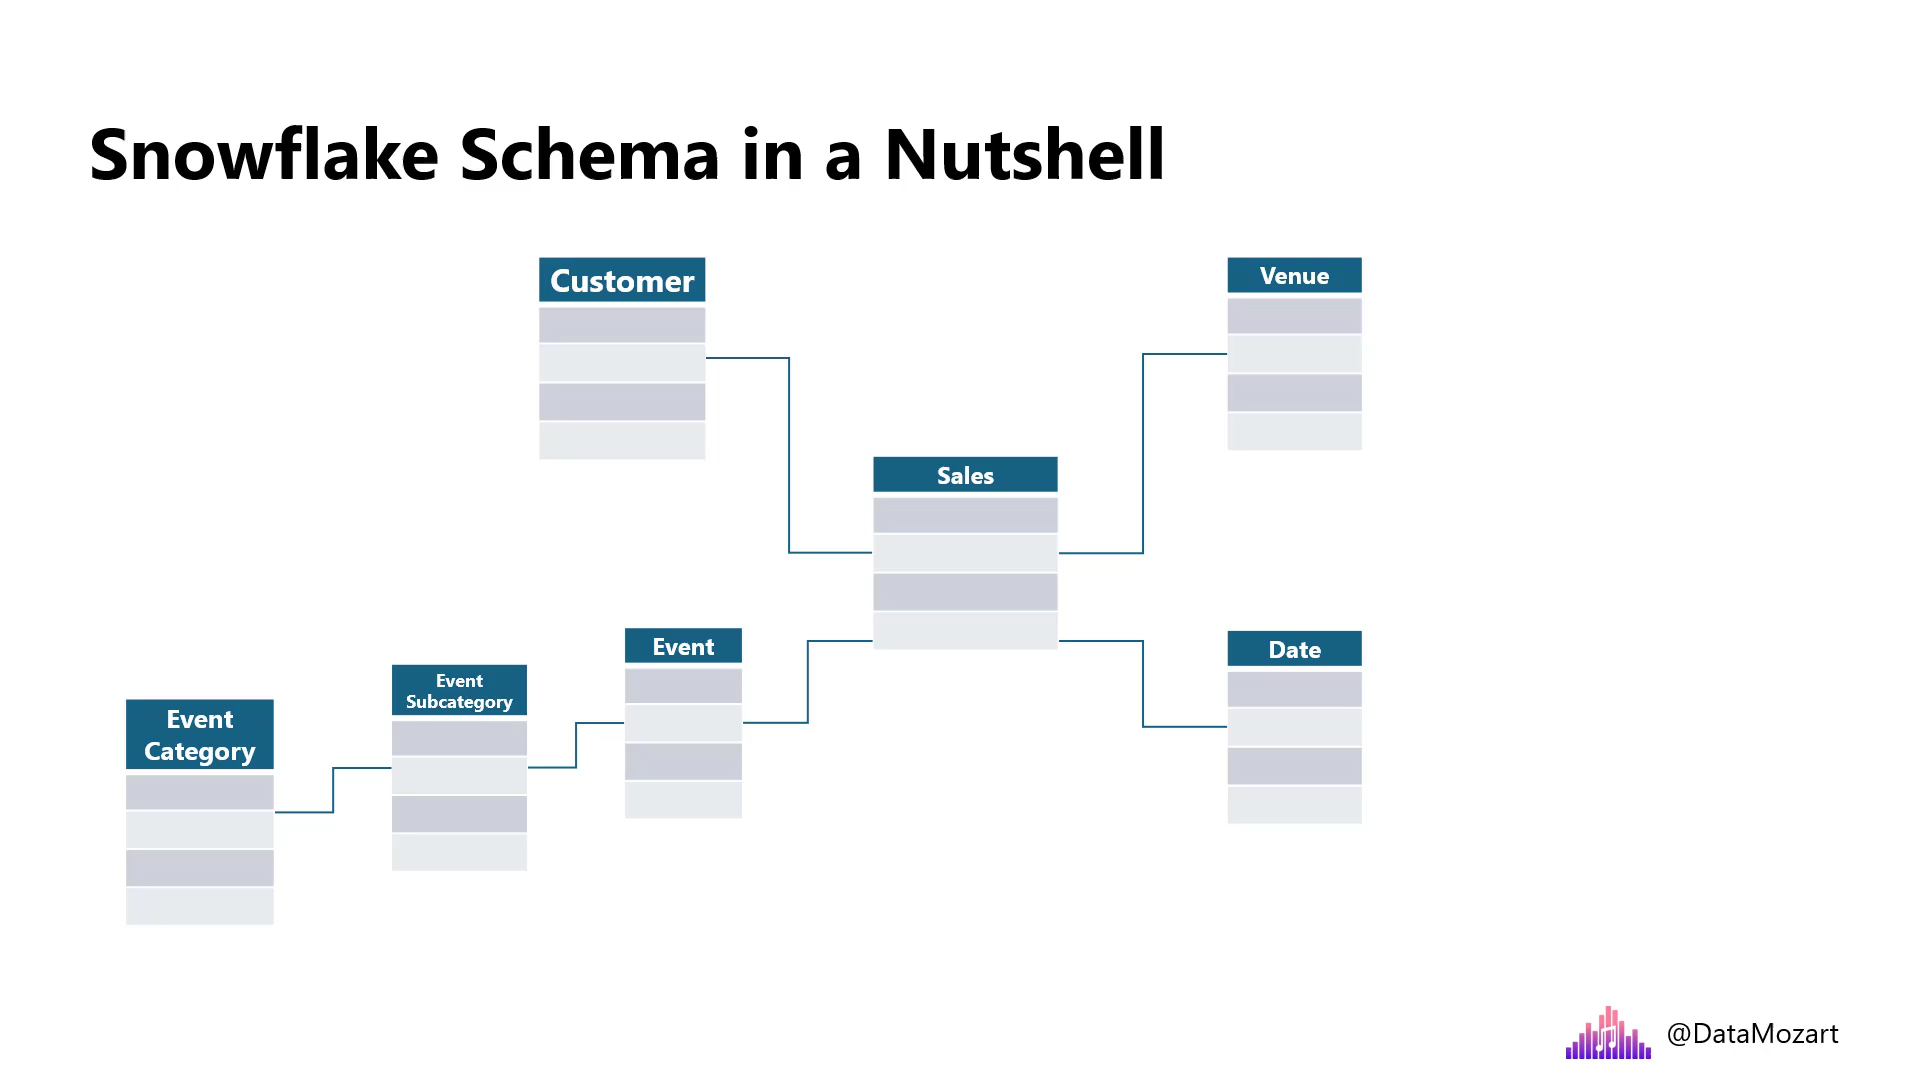 Snowflake Schema in a Nutshell
Customer
Venue
Sales
Event
Date
Event
Subcategory
Event
Category
@DataMozart